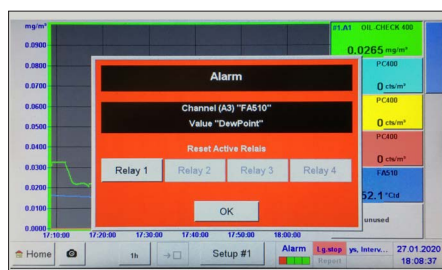 mg/m³
#1.A1 OIL CHECK 400
0.0265 mg/m³
0.0900
0.0800
PC400
0 cts/m³
0.0700
0.0600
PC400
0 cts/m³
0.0500
0.0400
PC400
0 cts/m³
0.0300
0.0200
FA510
52.1 °Ctd
0.0100
unused
0.0000
Alarm
Channel (A3) "FA510"
Value "DewPoint"
Reset Active Relais
Relay 1 Relay 2 Relay 3 Relay 4
OK
17:10:00 17:20:00 17:30:00 17:40:00 17:50:00 18:00:00
Home 1h Setup #1 Alarm Lg.stop ys, Interv... 27.01.2020
Report 18:08:37